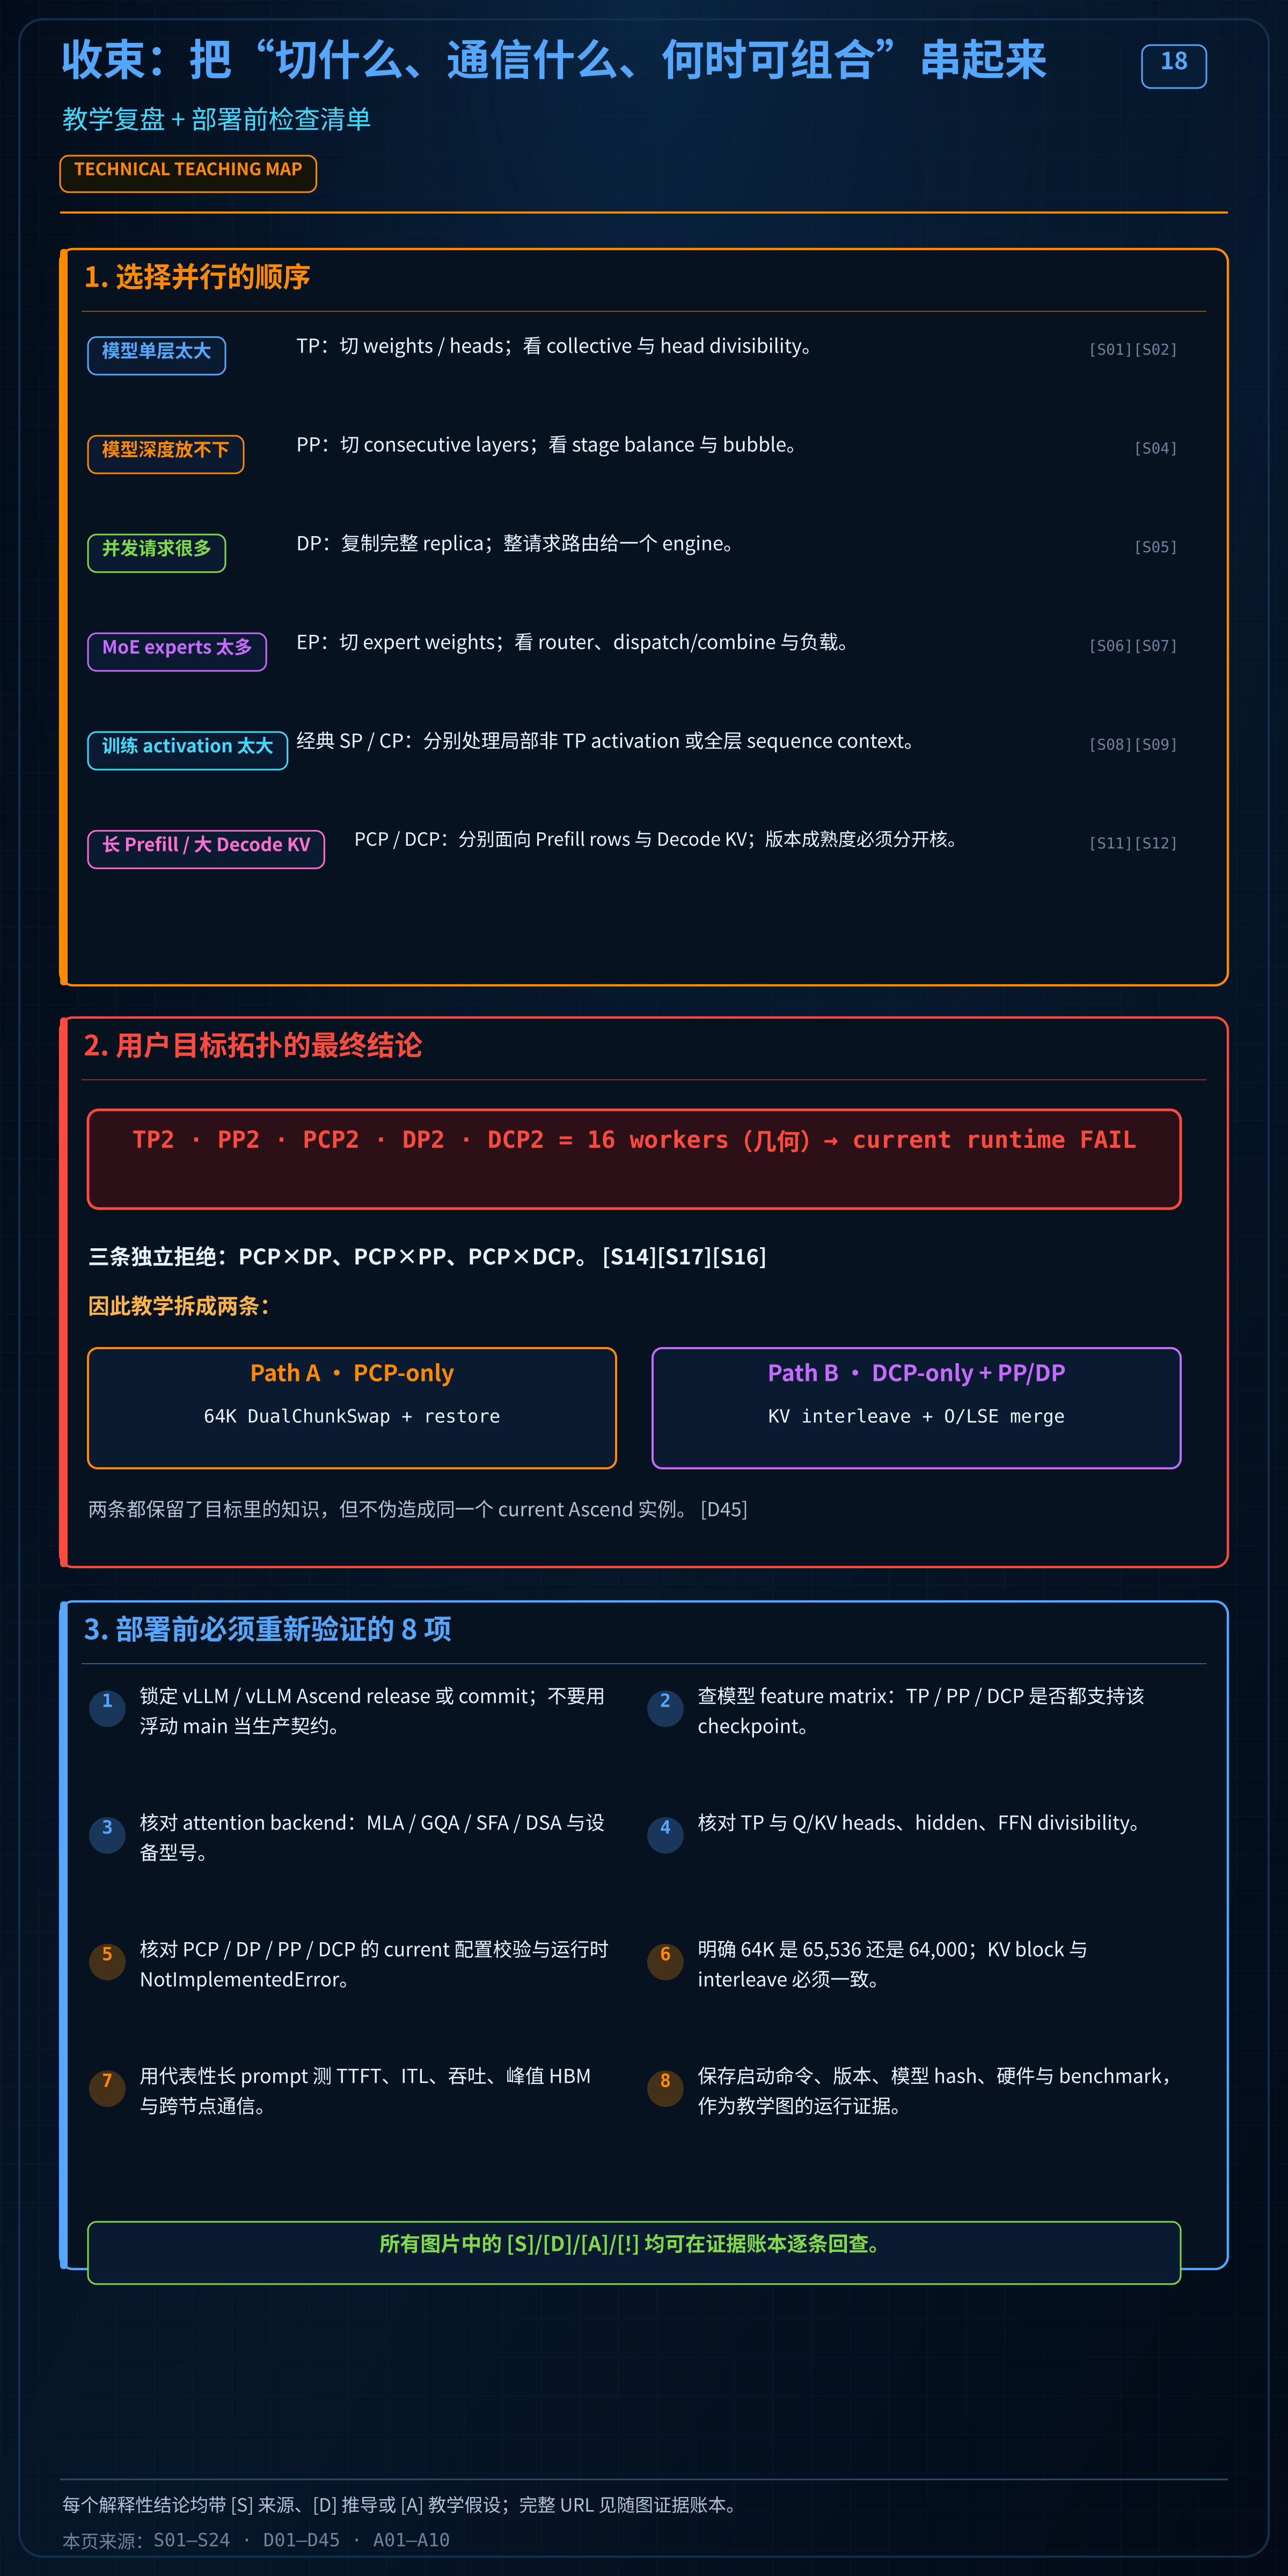 收束：把“切什么、通信什么、何时可组合”串起来
18
教学复盘 + 部署前检查清单
TECHNICAL TEACHING MAP
1. 选择并行的顺序
模型单层太大
TP：切 weights / heads；看 collective 与 head divisibility。
[S01][S02]
模型深度放不下
PP：切 consecutive layers；看 stage balance 与 bubble。
[S04]
并发请求很多
DP：复制完整 replica；整请求路由给一个 engine。
[S05]
MoE experts 太多
EP：切 expert weights；看 router、dispatch/combine 与负载。
[S06][S07]
训练 activation 太大
经典 SP / CP：分别处理局部非 TP activation 或全层 sequence context。
[S08][S09]
长 Prefill / 大 Decode KV
PCP / DCP：分别面向 Prefill rows 与 Decode KV；版本成熟度必须分开核。
[S11][S12]
2. 用户目标拓扑的最终结论
TP2 · PP2 · PCP2 · DP2 · DCP2 = 16 workers（几何）→ current runtime FAIL
三条独立拒绝：PCP×DP、PCP×PP、PCP×DCP。 [S14][S17][S16]
因此教学拆成两条：
Path A · PCP-only
64K DualChunkSwap + restore
Path B · DCP-only + PP/DP
KV interleave + O/LSE merge
两条都保留了目标里的知识，但不伪造成同一个 current Ascend 实例。 [D45]
3. 部署前必须重新验证的 8 项
1
锁定 vLLM / vLLM Ascend release 或 commit；不要用
浮动 main 当生产契约。
2
查模型 feature matrix：TP / PP / DCP 是否都支持该
checkpoint。
3
核对 attention backend：MLA / GQA / SFA / DSA 与设
备型号。
4
核对 TP 与 Q/KV heads、hidden、FFN divisibility。
5
核对 PCP / DP / PP / DCP 的 current 配置校验与运行时
NotImplementedError。
6
明确 64K 是 65,536 还是 64,000；KV block 与
interleave 必须一致。
7
用代表性长 prompt 测 TTFT、ITL、吞吐、峰值 HBM
与跨节点通信。
8
保存启动命令、版本、模型 hash、硬件与 benchmark，
作为教学图的运行证据。
所有图片中的 [S]/[D]/[A]/[!] 均可在证据账本逐条回查。
每个解释性结论均带 [S] 来源、[D] 推导或 [A] 教学假设；完整 URL 见随图证据账本。
本页来源：S01–S24 · D01–D45 · A01–A10